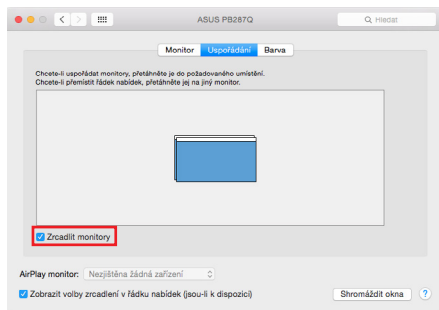 ASUS PB287Q
Hledat
Monitor Uspořádání Barva
Chcete-li uspořádat monitory, přetáhněte je do požadovaného umístění.
Chcete-li přemístit řádek nabídek, přetáhněte jej na jiný monitor.
Zrcadlit monitory
AirPlay monitor: Nezjištěna žádná zařízení
Zobrazit volby zrcadlení v řádku nabídek (jsou-li k dispozici)
Shromáždit okna ?